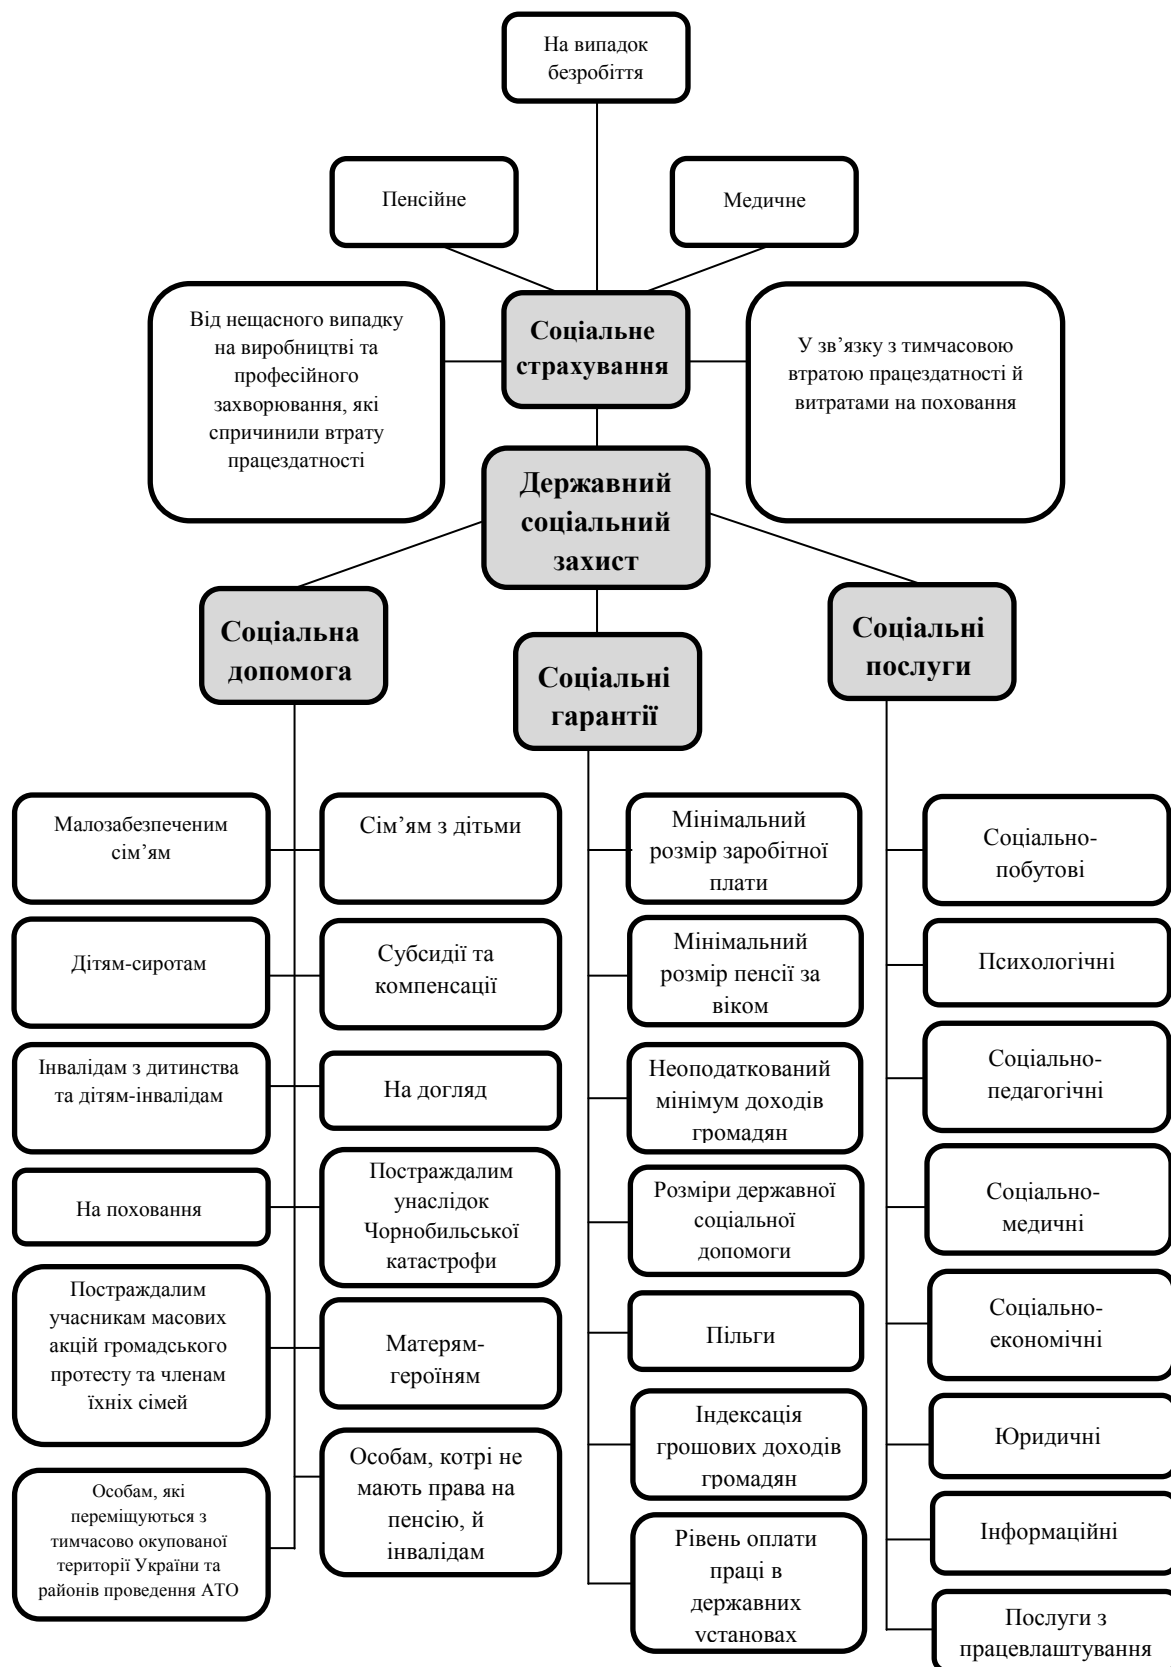 На випадок
безробіття
Пенсійне
Медичне
Від нещасного випадку
на виробництві та
професійного
захворювання, які
спричинили втрату
працездатності
Соціальне
страхування
У зв’язку з тимчасовою
втратою працездатності й
витратами на поховання
Державний
соціальний
захист
Соціальна
допомога
Соціальні
гарантії
Соціальні
послуги
Малозабезпеченим
сім’ям
Дітям-сиротам
Інвалідам з дитинства
та дітям-інвалідам
На поховання
Постраждалим
учасникам масових
акцій громадського
протесту та членам
їхніх сімей
Особам, які
переміщуються з
тимчасово окупованої
території України та
районів проведення АТО
Сім’ям з дітьми
Субсидії та
компенсації
На догляд
Постраждалим
унаслідок
Чорнобильської
катастрофи
Матерям-
героїням
Особам, котрі не
мають права на
пенсію, й
інвалідам
Мінімальний
розмір заробітної
плати
Мінімальний
розмір пенсії за
віком
Неоподаткований
мінімум доходів
громадян
Розміри державної
соціальної
допомоги
Пільги
Індексація
грошових доходів
громадян
Рівень оплати
праці в
державних
установах
Соціально-
побутові
Психологічні
Соціально-
педагогічні
Соціально-
медичні
Соціально-
економічні
Юридичні
Інформаційні
Послуги з
працевлаштування